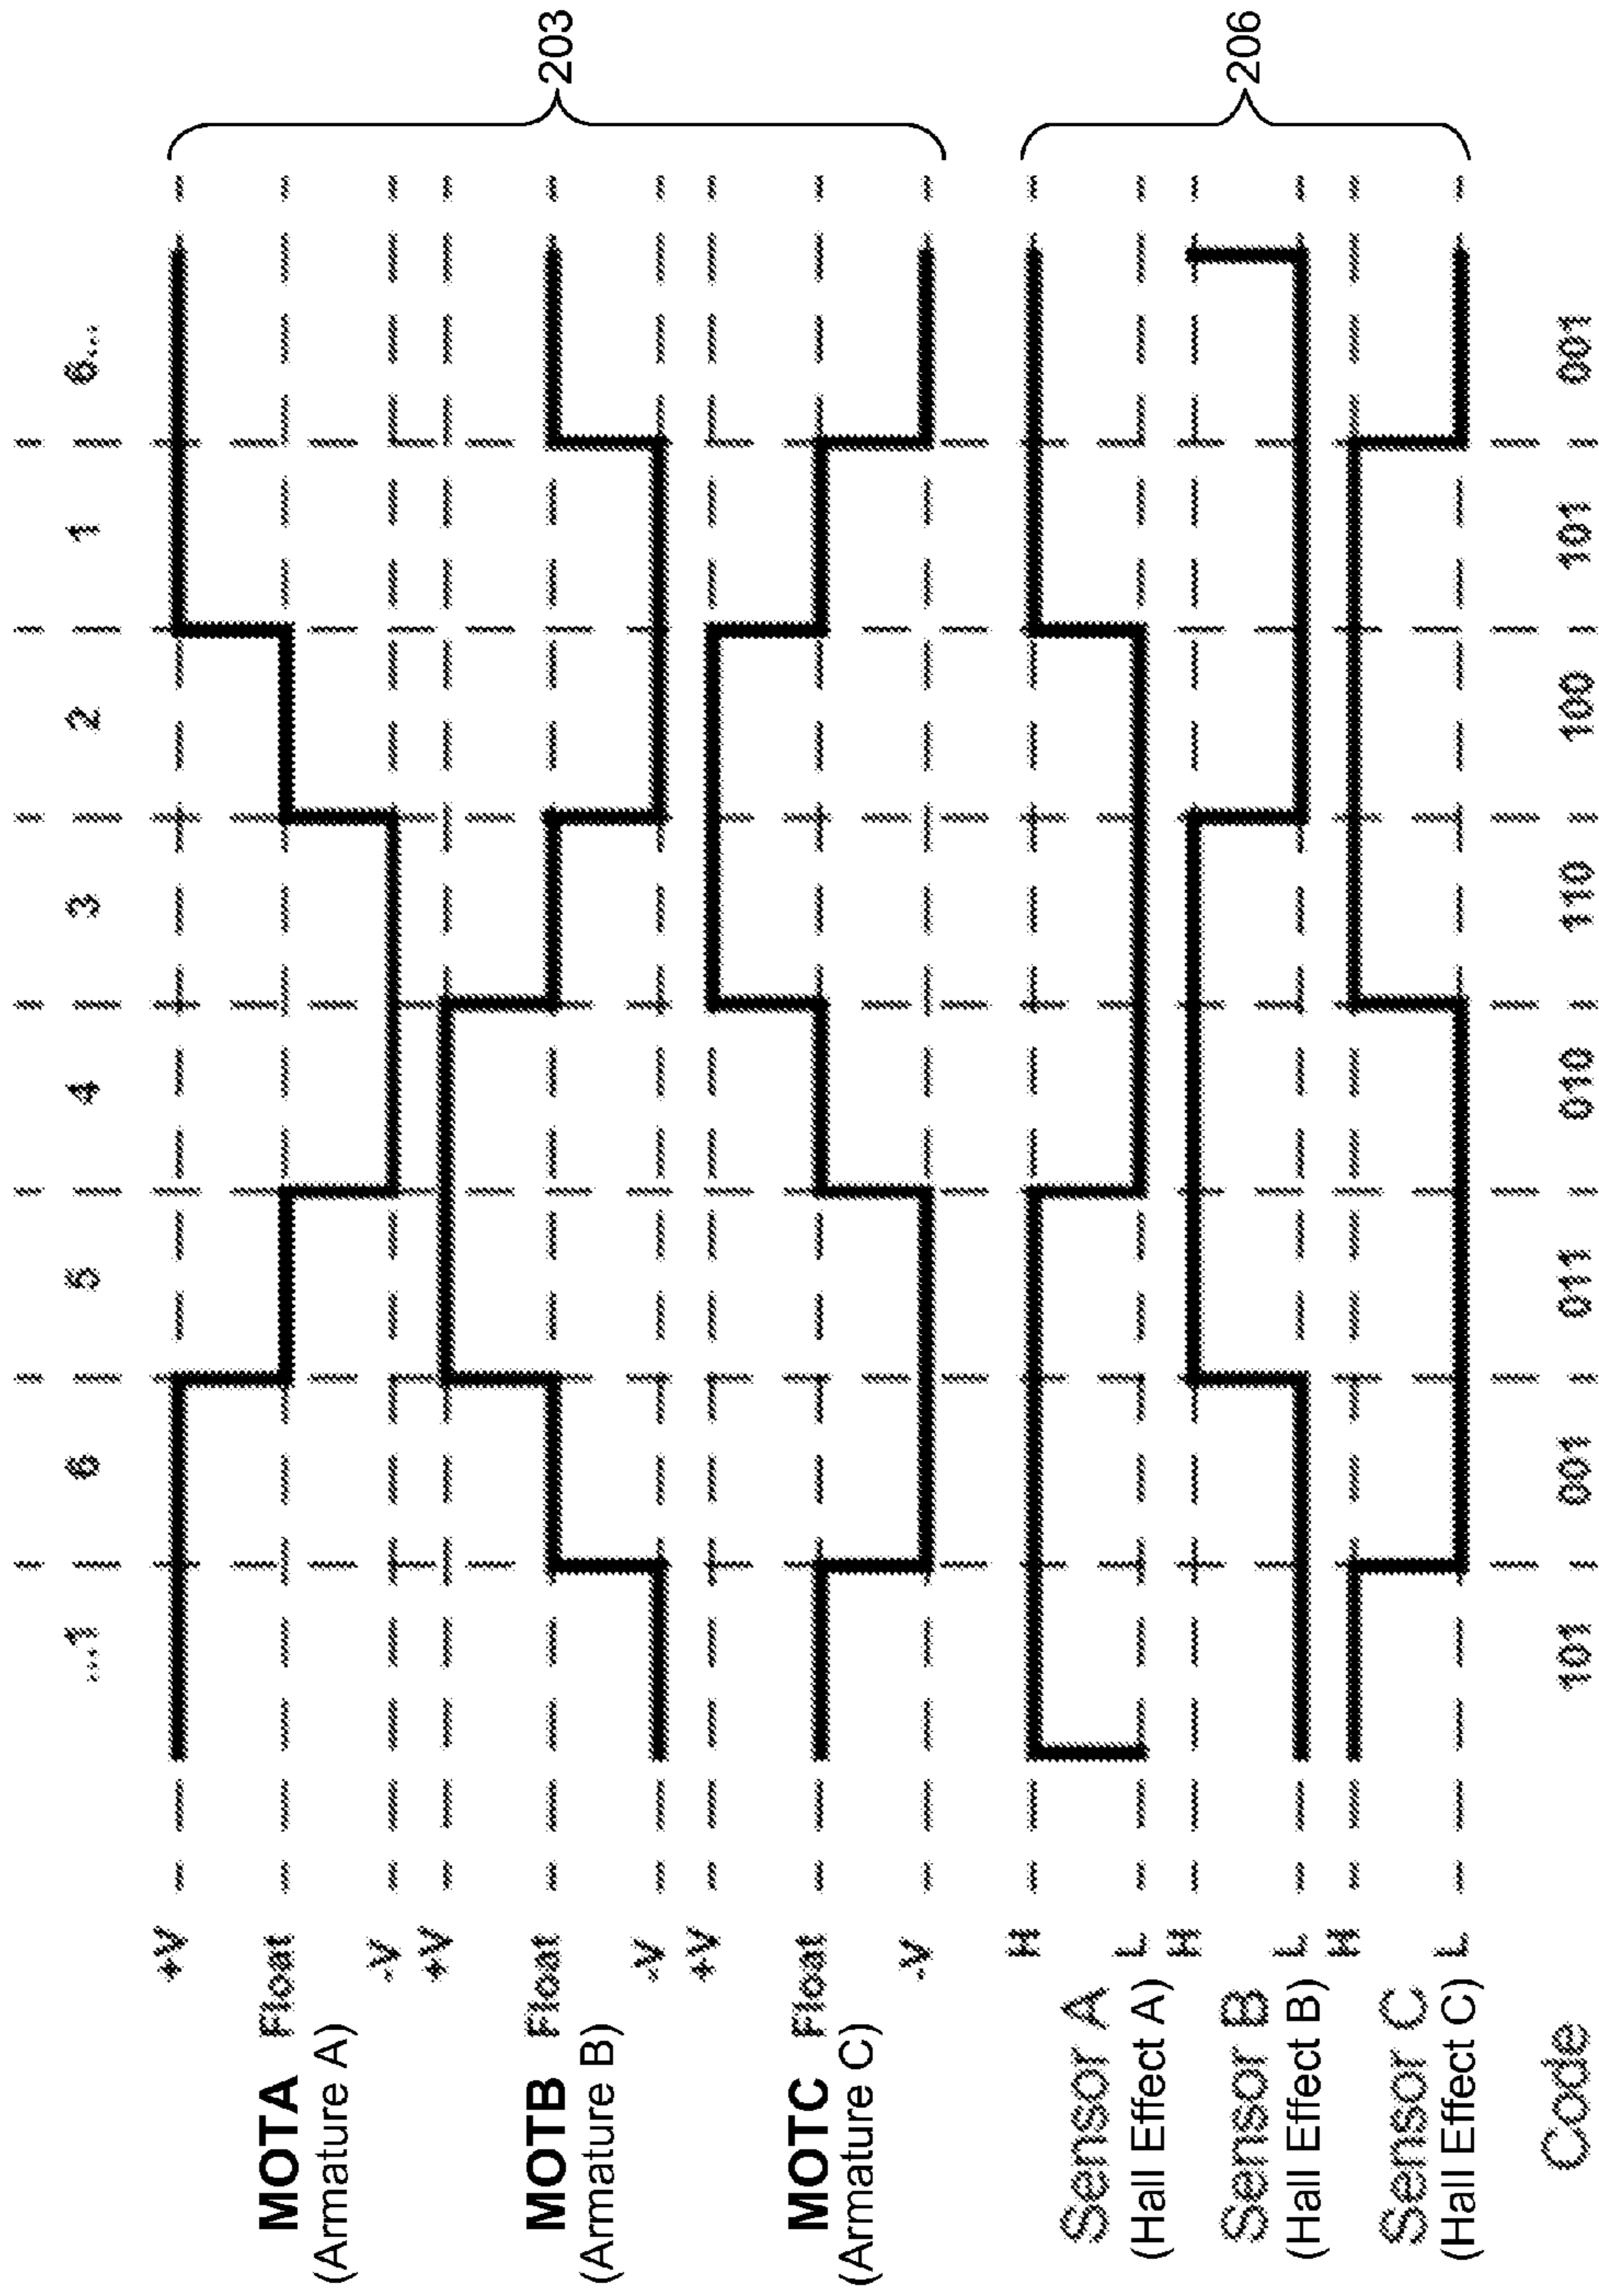 ...1 6 5 4 3 2 1 6...
+V
MOTA Float
(Armature A)
-V
+V
MOTB Float
(Armature B)
-V
+V
MOTC Float
(Armature C)
-V
203
H
Sensor A
(Hall Effect A) L
H
Sensor B
(Hall Effect B) L
H
Sensor C
(Hall Effect C) L
206
Code 101 001 011 010 110 100 101 001